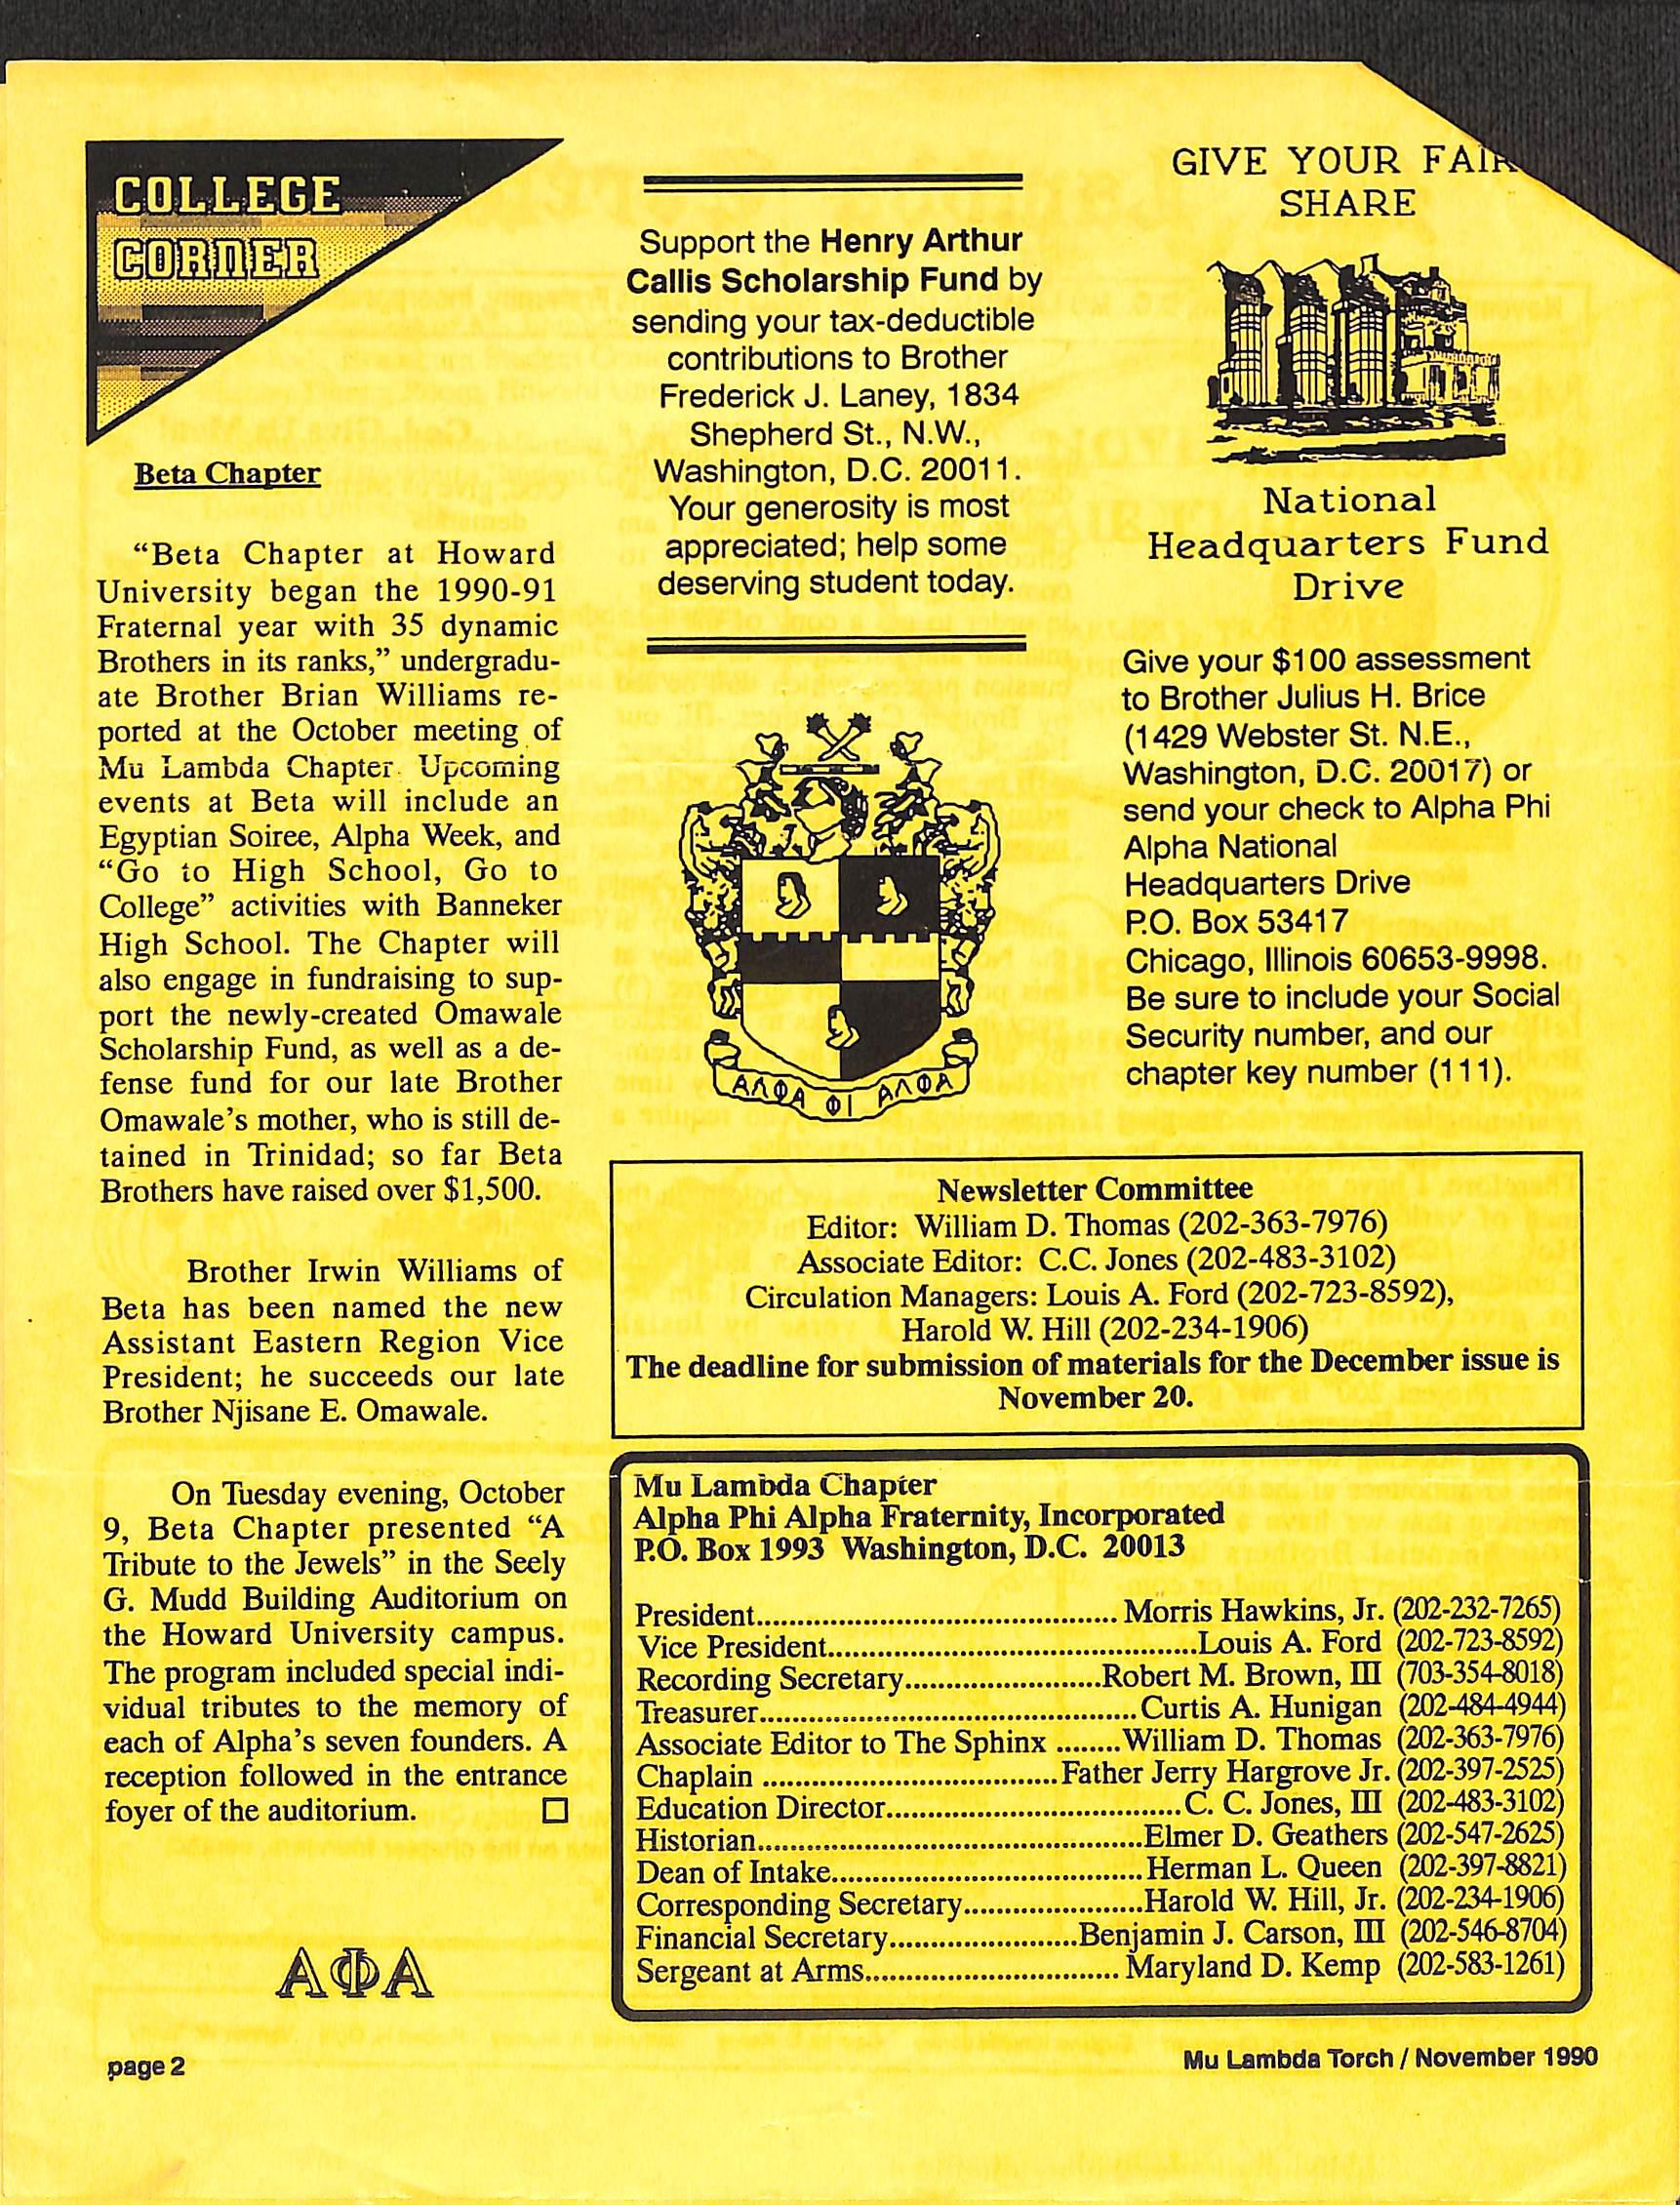 COLLEGE
CORNER
Beta Chapter
“Beta Chapter at Howard
University began the 1990-91
Fraternal year with 35 dynamic
Brothers in its ranks,” undergradu-
ate Brother Brian Williams re-
ported at the October meeting of
Mu Lambda Chapter. Upcoming
events at Beta will include an
Egyptian Soiree, Alpha Week, and
“Go to High School, Go to
College” activities with Banneker
High School. The Chapter will
also engage in fundraising to sup-
port the newly-created Omawale
Scholarship Fund, as well as a de-
fense fund for our late Brother
Omawale’s mother, who is still de-
tained in Trinidad; so far Beta
Brothers have raised over $1,500.
Brother Irwin Williams of
Beta has been named the new
Assistant Eastern Region Vice
President; he succeeds our late
Brother Njisane E. Omawale.
On Tuesday evening, October
9, Beta Chapter presented “A
Tribute to the Jewels” in the Seely
G. Mudd Building Auditorium on
the Howard University campus.
The program included special indi-
vidual tributes to the memory of
each of Alpha’s seven founders. A
reception followed in the entrance
foyer of the auditorium.
ΑΦΑ
Support the Henry Arthur
Callis Scholarship Fund by
sending your tax-deductible
contributions to Brother
Frederick J. Laney, 1834
Shepherd St., N.W.,
Washington, D.C. 20011.
Your generosity is most
appreciated; help some
deserving student today.
ΑΛΦΑ ΦΙ ΑΛΦΑ
GIVE YOUR FAIR
SHARE
National
Headquarters Fund
Drive
Give your $100 assessment
to Brother Julius H. Brice
(1429 Webster St. N.E.,
Washington, D.C. 20017) or
send your check to Alpha Phi
Alpha National
Headquarters Drive
P.O. Box 53417
Chicago, Illinois 60653-9998.
Be sure to include your Social
Security number, and our
chapter key number (111).
Newsletter Committee
Editor: William D. Thomas (202-363-7976)
Associate Editor: C.C. Jones (202-483-3102)
Circulation Managers: Louis A. Ford (202-723-8592),
Harold W. Hill (202-234-1906)
The deadline for submission of materials for the December issue is
November 20.
Mu Lambda Chapter
Alpha Phi Alpha Fraternity, Incorporated
P.O. Box 1993 Washington, D.C. 20013
President........................................ Morris Hawkins, Jr. (202-232-7265)
Vice President........................................Louis A. Ford (202-723-8592)
Recording Secretary........................Robert M. Brown, III (703-354-8018)
Treasurer........................................Curtis A. Hunigan (202-484-4944)
Associate Editor to The Sphinx ........William D. Thomas (202-363-7976)
Chaplain ....................................Father Jerry Hargrove Jr. (202-397-2525)
Education Director....................................C. C. Jones, III (202-483-3102)
Historian..............................................Elmer D. Geathers (202-547-2625)
Dean of Intake.....................................Herman L. Queen (202-397-8821)
Corresponding Secretary......................Harold W. Hill, Jr. (202-234-1906)
Financial Secretary.......................Benjamin J. Carson, III (202-546-8704)
Sergeant at Arms............................... Maryland D. Kemp (202-583-1261)
page 2
Mu Lambda Torch / November 1990